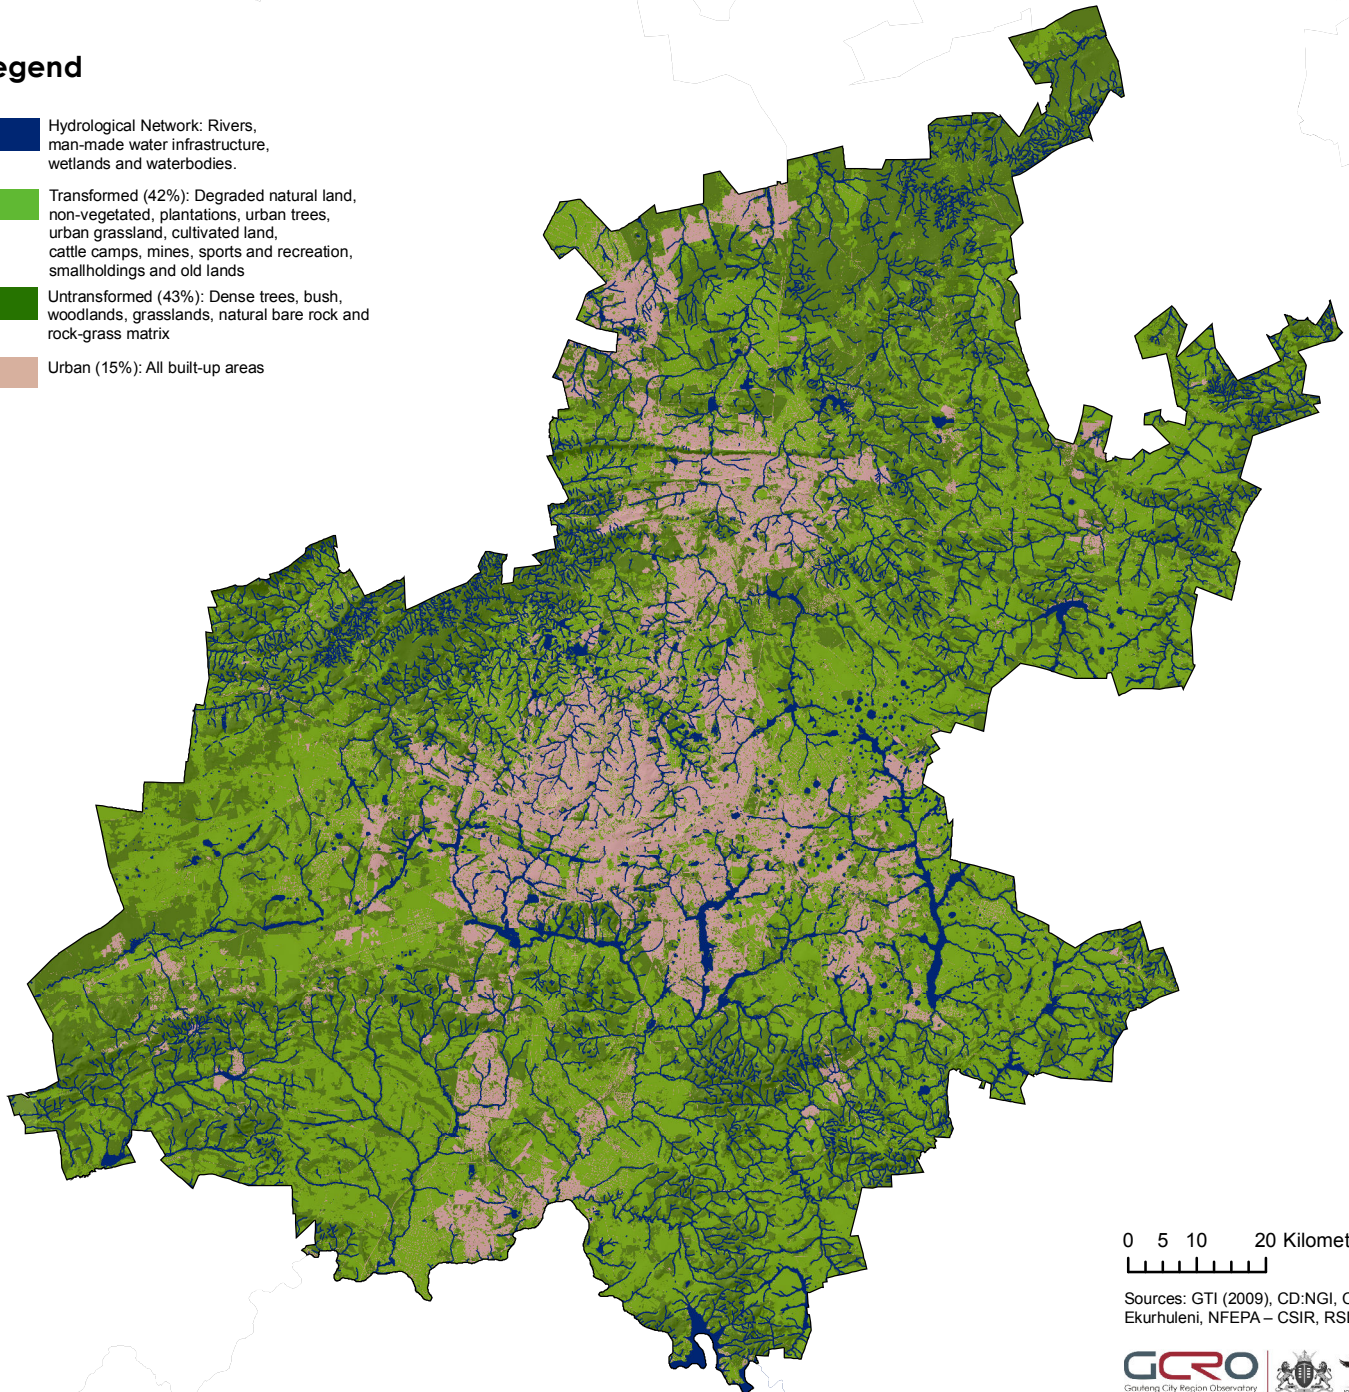 egend
Hydrological Network: Rivers,
man-made water infrastructure,
wetlands and waterbodies.
Transformed (42%): Degraded natural land,
non-vegetated, plantations, urban trees,
urban grassland, cultivated land,
cattle camps, mines, sports and recreation,
smallholdings and old lands
Untransformed (43%): Dense trees, bush,
woodlands, grasslands, natural bare rock and
rock-grass matrix
Urban (15%): All built-up areas
0 5 10 20 Kilomet
Sources: GTI (2009), CD:NGI, C
Ekurhuleni, NFEPA – CSIR, RSI
GCRO
Gauteng City Region Observatory